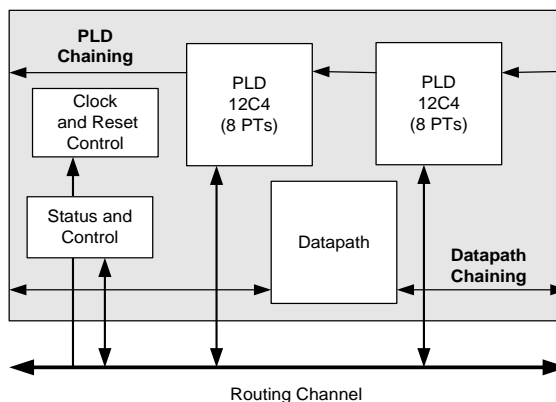 PLD
Chaining
PLD
12C4
(8 PTs)
PLD
12C4
(8 PTs)
Clock
and Reset
Control
Status and
Control
Datapath
Datapath
Chaining
Routing Channel